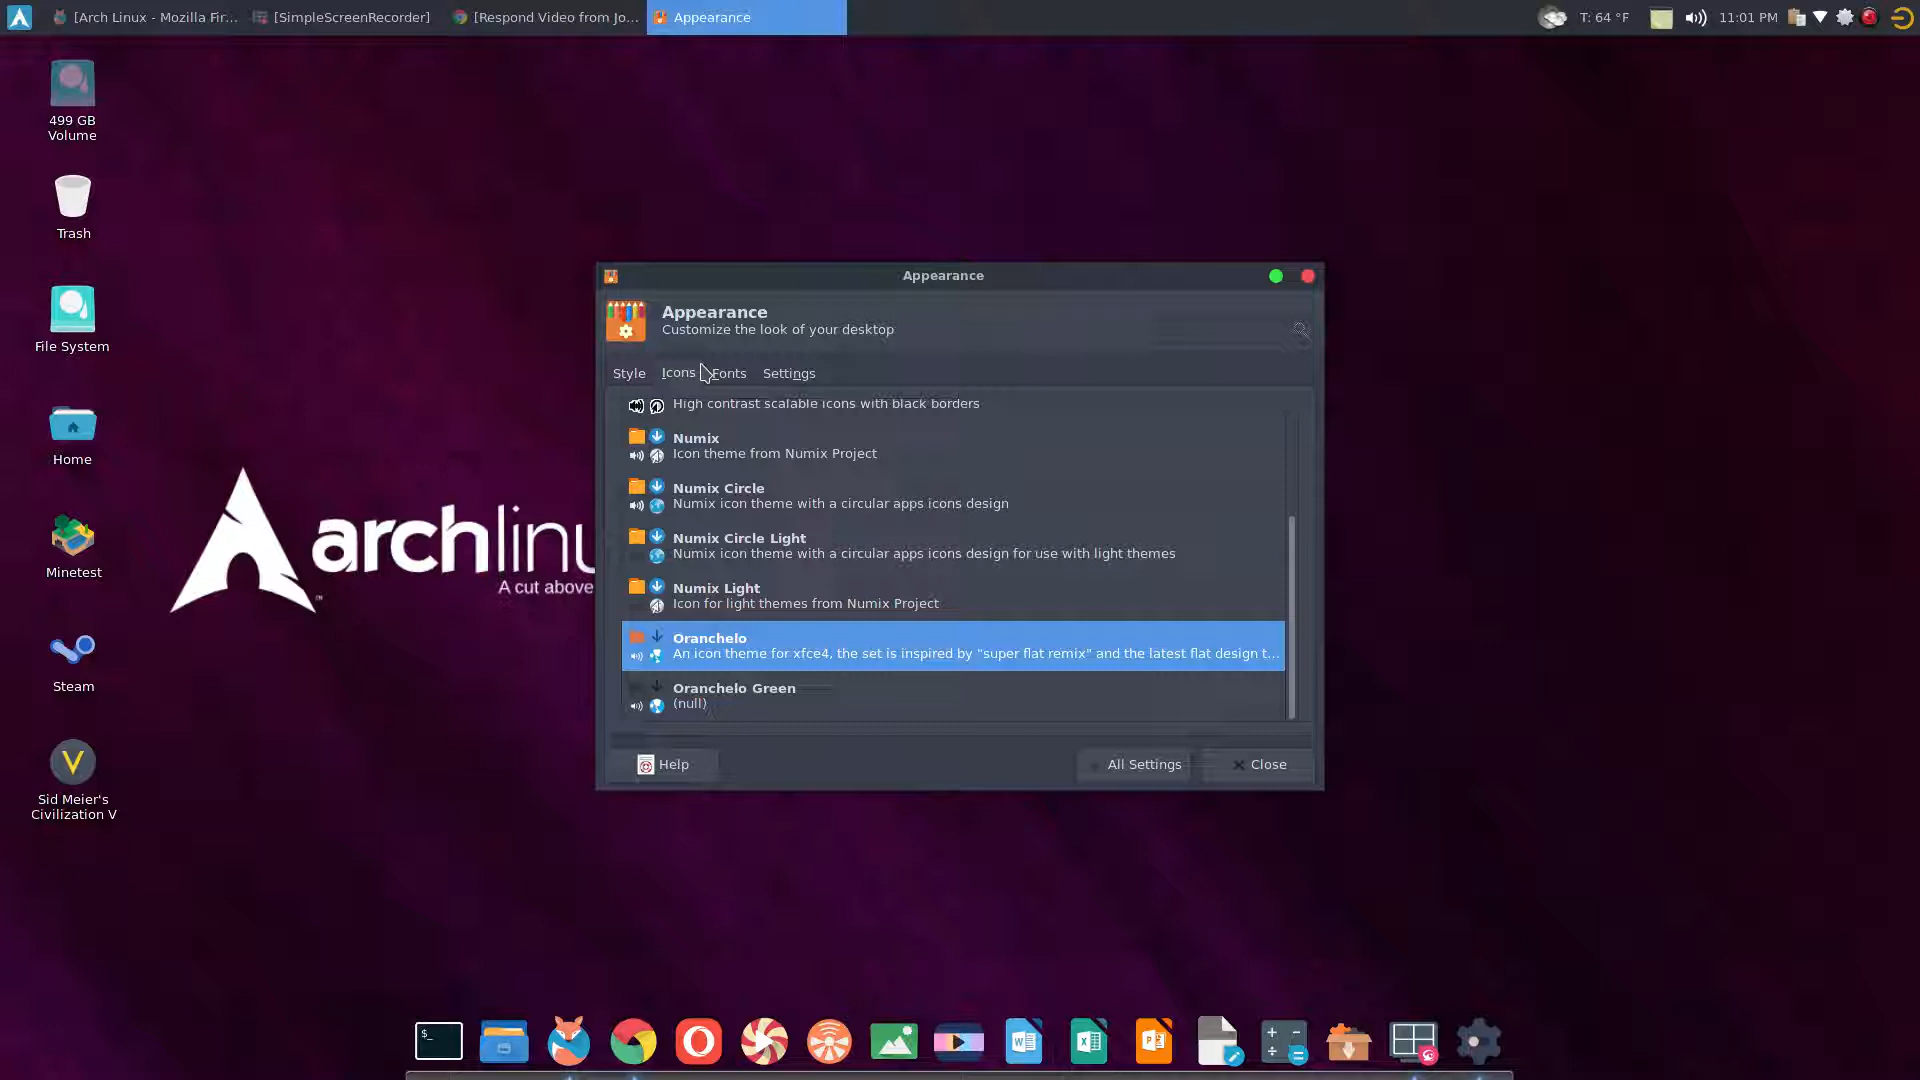 [Arch Linux - Mozilla Fir... [SimpleScreenRecorder] [Respond Video from Jo... Appearance T: 64 °F 11:01 PM
499 GB
Volume
Trash
File System
Home
Minetest
Steam
Sid Meier's
Civilization V
archlinu
™
A cut above
Appearance
Appearance
Customize the look of your desktop
Style Icons Fonts Settings
High contrast scalable icons with black borders
Numix
Icon theme from Numix Project
Numix Circle
Numix icon theme with a circular apps icons design
Numix Circle Light
Numix icon theme with a circular apps icons design for use with light themes
Numix Light
Icon for light themes from Numix Project
Oranchelo
An icon theme for xfce4, the set is inspired by "super flat remix" and the latest flat design t...
Oranchelo Green
(null)
Help All Settings Close
$_
W
X
P